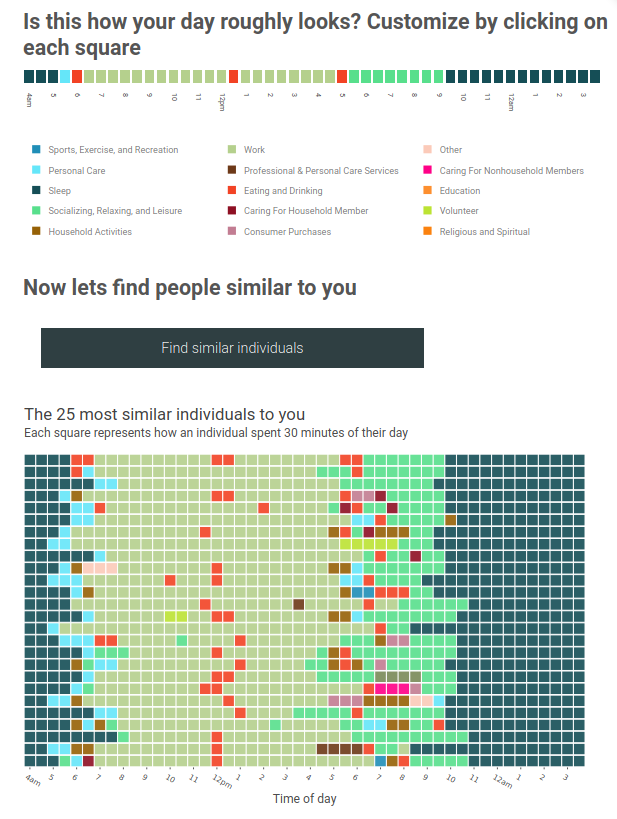 Is this how your day roughly looks? Customize by clicking on
each square
4am 5 6 7 8 9 10 11 12pm 1 2 3 4 5 6 7 8 9 10 11 12am 1 2 3
Sports, Exercise, and Recreation Work Other
Personal Care Professional & Personal Care Services Caring For Nonhousehold Members
Sleep Eating and Drinking Education
Socializing, Relaxing, and Leisure Caring For Household Member Volunteer
Household Activities Consumer Purchases Religious and Spiritual
Now lets find people similar to you
Find similar individuals
The 25 most similar individuals to you
Each square represents how an individual spent 30 minutes of their day
4am 5 6 7 8 9 10 11 12pm 1 2 3 4 5 6 7 8 9 10 11 12am 1 2 3
Time of day